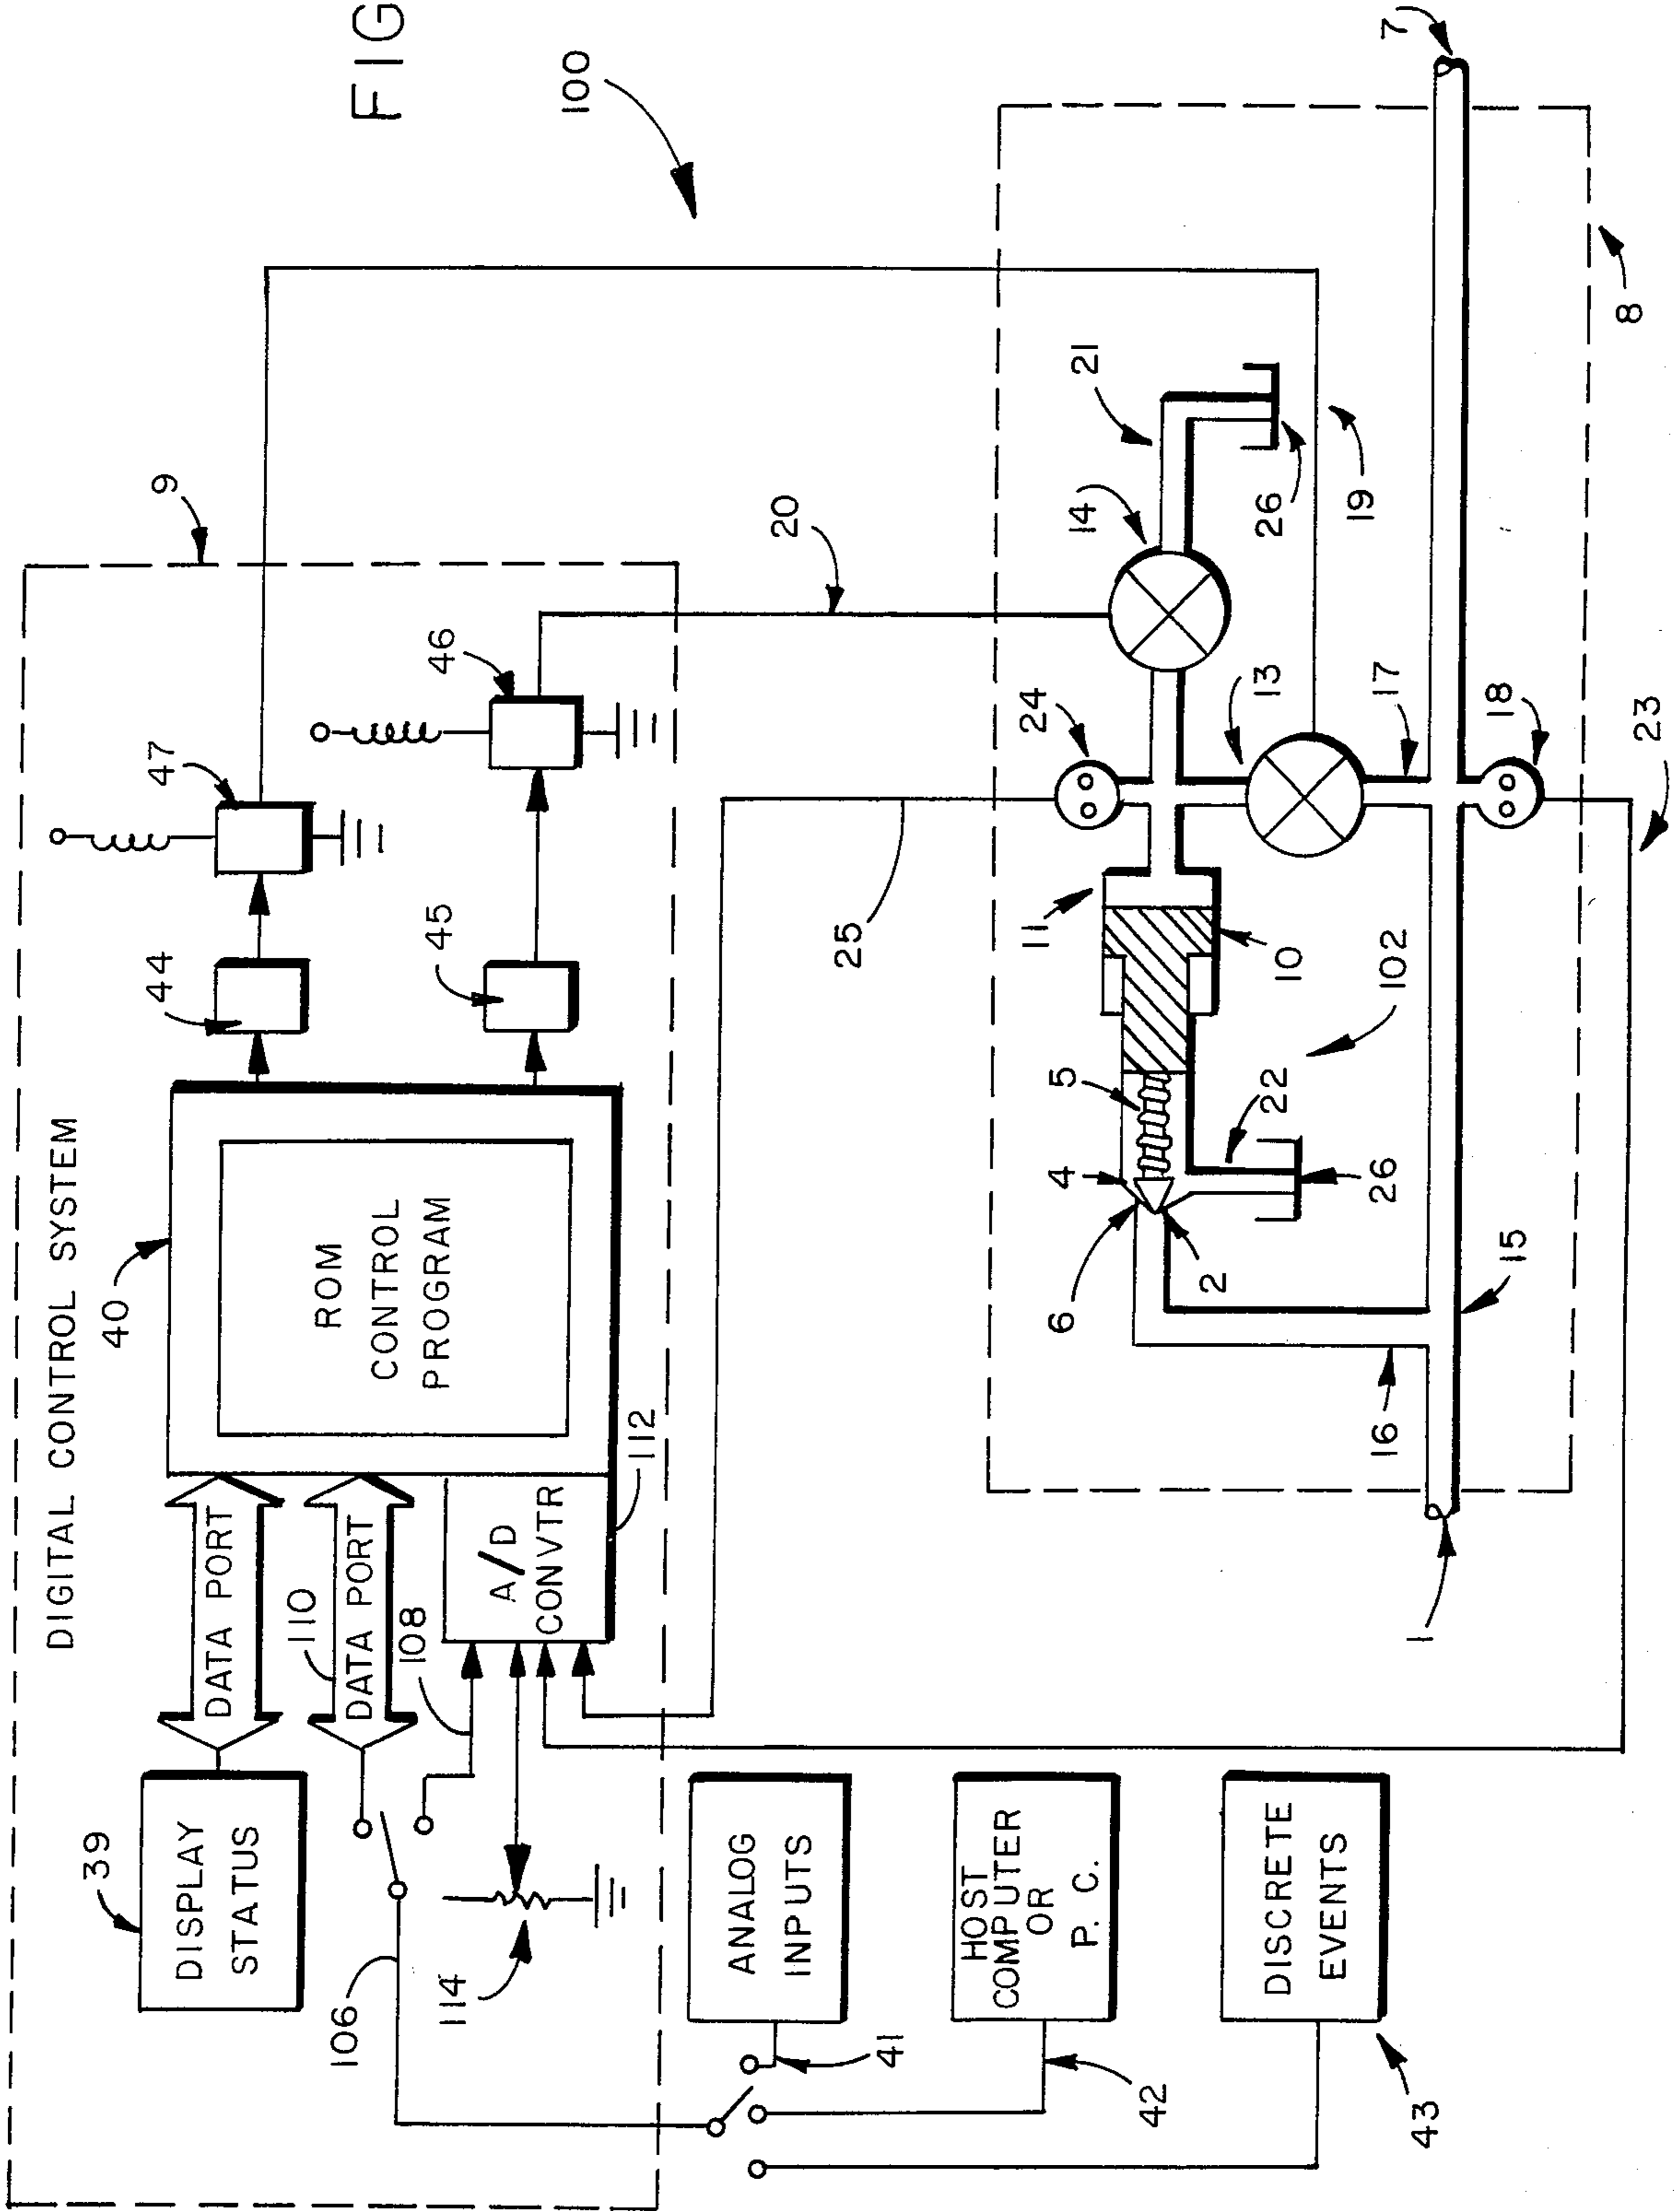 FIG
100
DIGITAL CONTROL SYSTEM
9
39
DISPLAY
STATUS
DATA PORT
110
DATA PORT
108
106
114
A/D
CONVTR
112
40
ROM
CONTROL
PROGRAM
44
45
47
46
20
25
23
ANALOG
INPUTS
41
HOST
COMPUTER
OR
P. C.
42
DISCRETE
EVENTS
43
1
16
15
6
2
4
5
22
26
102
10
11
24
13
17
18
14
21
26
19
7
8